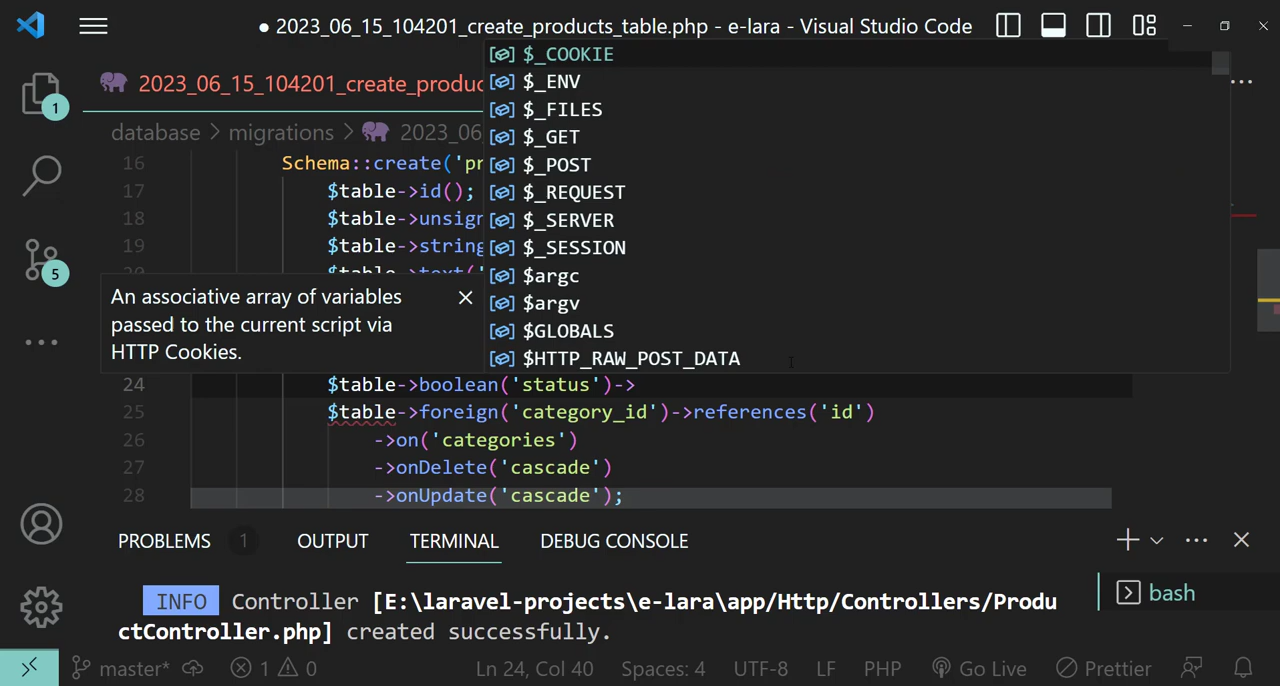 ● 2023_06_15_104201_create_products_table.php - e-lara - Visual Studio Code
1
5
2023_06_15_104201_create_produc
database > migrations > 2023_06
16 Schema::create('pr
17 $table->id();
18 $table->unsign
19 $table->string
$table->text('
$_COOKIE
$_ENV
$_FILES
$_GET
$_POST
$_REQUEST
$_SERVER
$_SESSION
$argc
$argv
$GLOBALS
$HTTP_RAW_POST_DATA
An associative array of variables
passed to the current script via
HTTP Cookies.
24 $table->boolean('status')->
25 $table->foreign('category_id')->references('id')
26 ->on('categories')
27 ->onDelete('cascade')
28 ->onUpdate('cascade');
PROBLEMS 1 OUTPUT TERMINAL DEBUG CONSOLE
INFO Controller [E:\laravel-projects\e-lara\app/Http/Controllers/Produ
ctController.php] created successfully.
bash
master* 1 0 Ln 24, Col 40 Spaces: 4 UTF-8 LF PHP Go Live Prettier